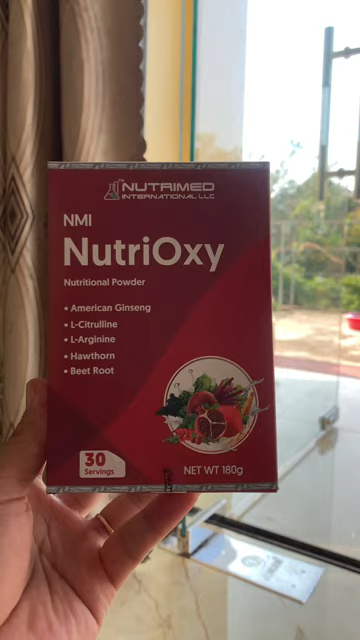 NUTRIMED
INTERNATIONAL LLC
NMI
NutriOxy
Nutritional Powder
• American Ginseng
• L-Citrulline
• L-Arginine
• Hawthorn
• Beet Root
30
Servings
NET WT 180g